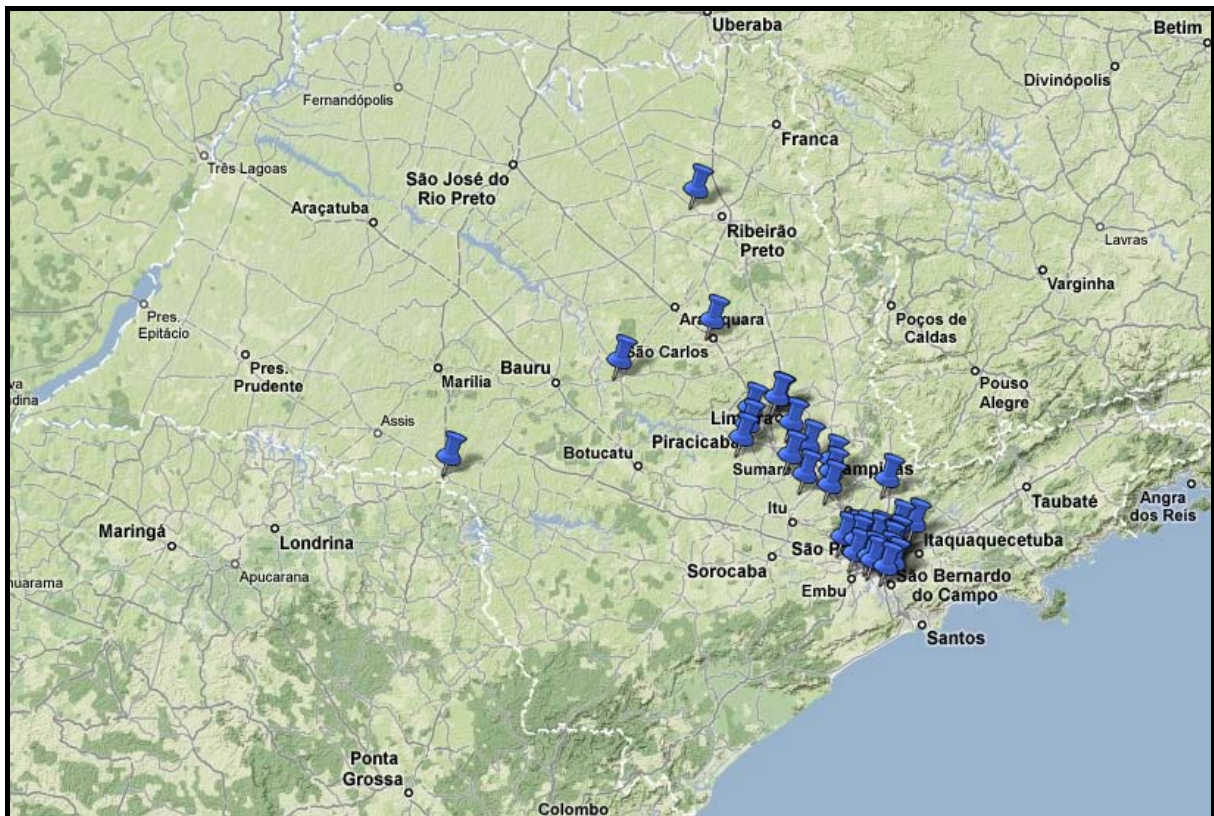 Uberaba
Betim
Divinópolis
Fernandópolis
Franca
Três Lagoas
São José do
Rio Preto
Araçatuba
Ribeirão
Preto
Lavras
Varginha
Pres.
Epitácio
Poços de
Caldas
São Carlos
Pres.
Prudente
Marília
Bauru
Pouso
Alegre
Assis
Piracicaba
Botucatu
Taubaté
Angra
dos Reis
Itu
Maringá
Londrina
Itaquaquecetuba
Apucarana
Sorocaba
São Bernardo
do Campo
Embu
Santos
Ponta
Grossa
Colombo